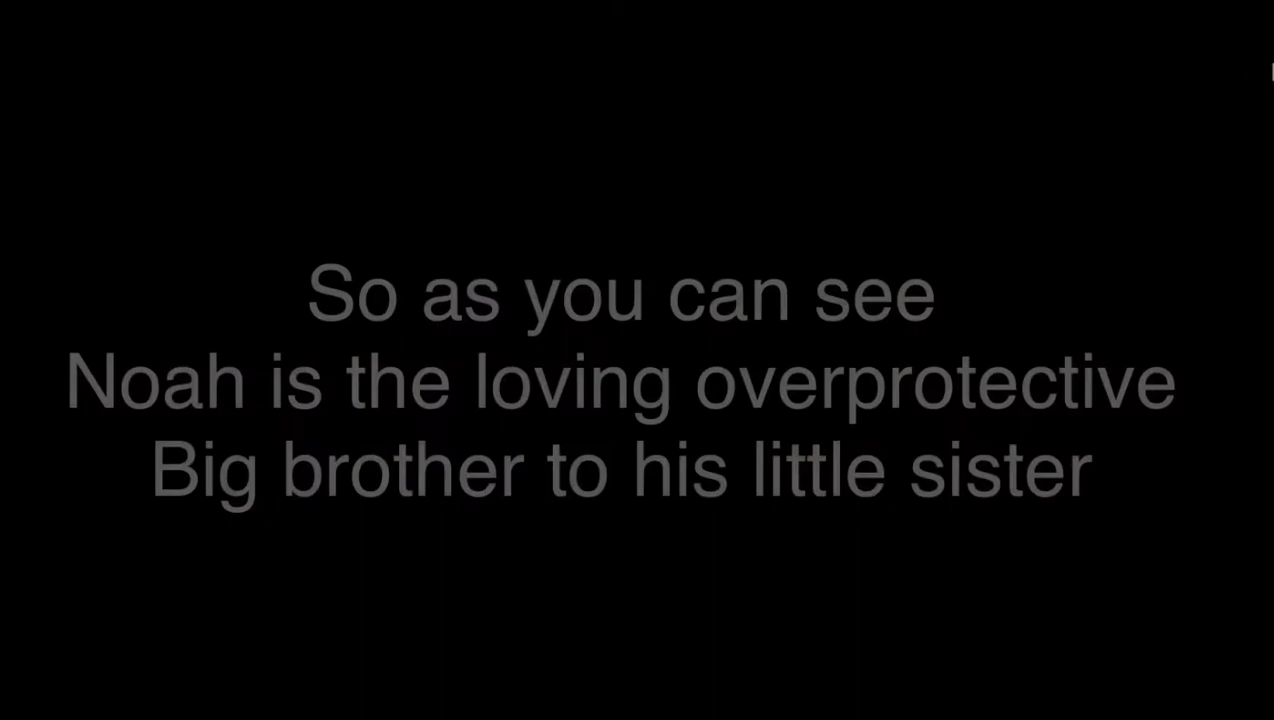 So as you can see
Noah is the loving overprotective
Big brother to his little sister